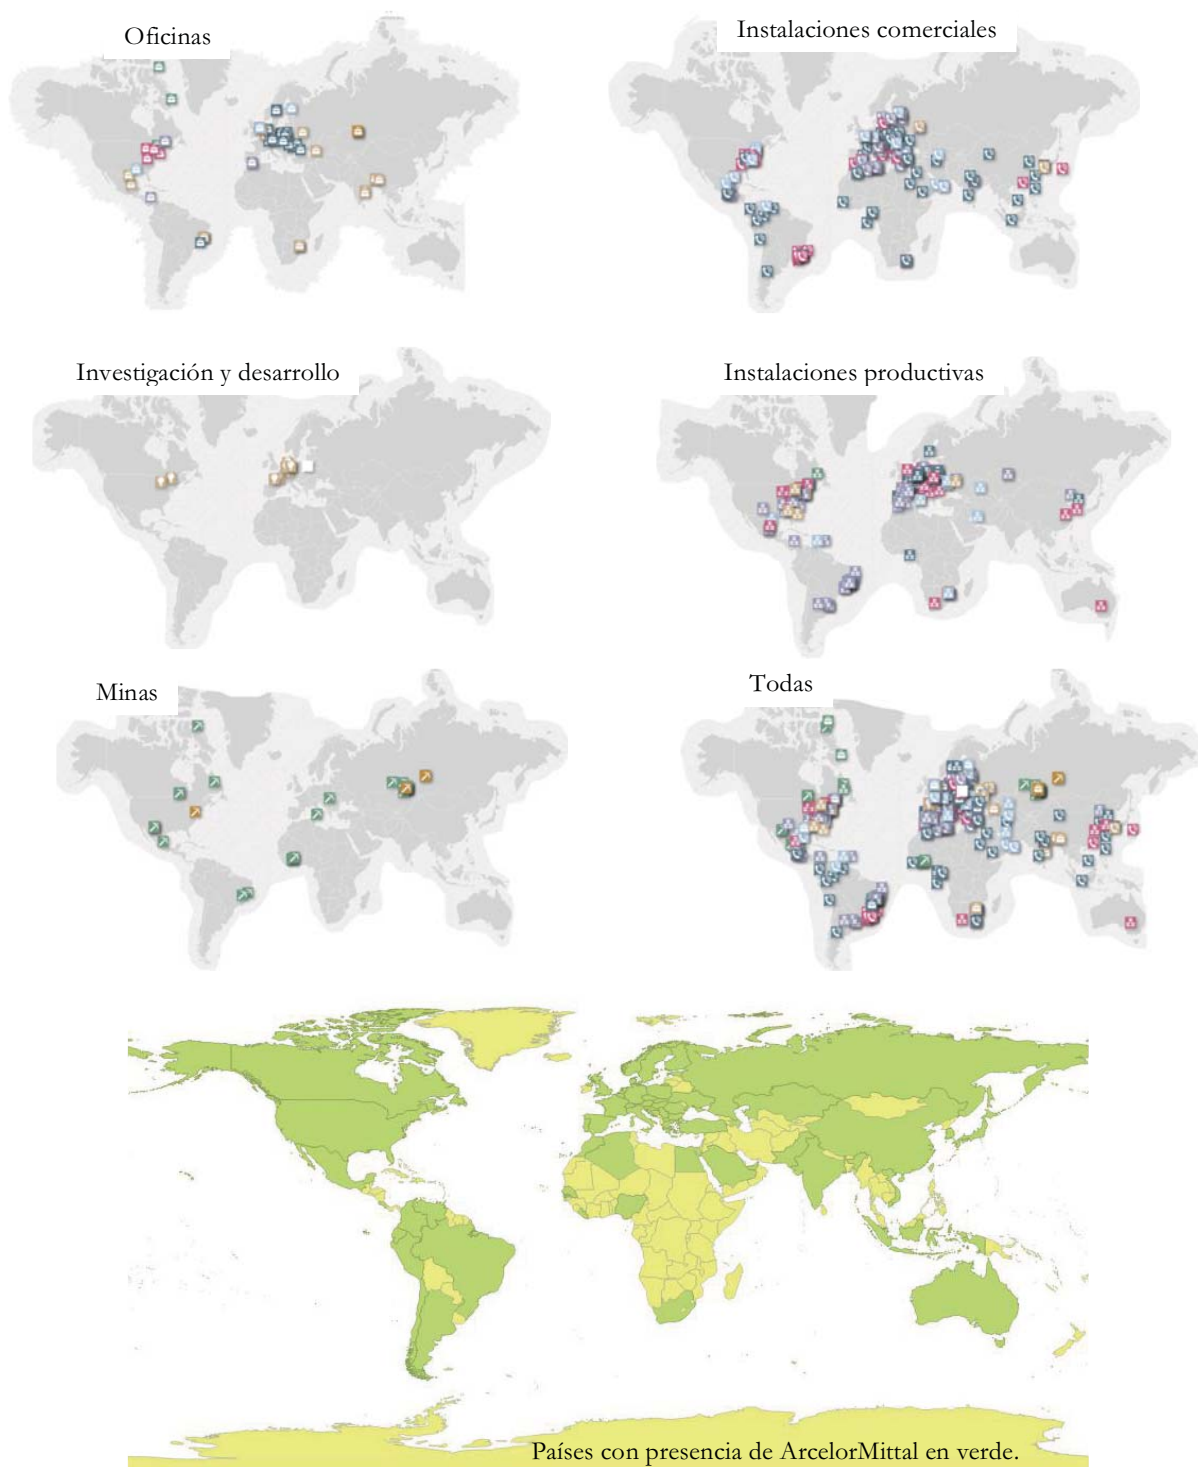 Oficinas
Instalaciones comerciales
Investigación y desarrollo
Instalaciones productivas
Minas
Todas
Países con presencia de ArcelorMittal en verde.